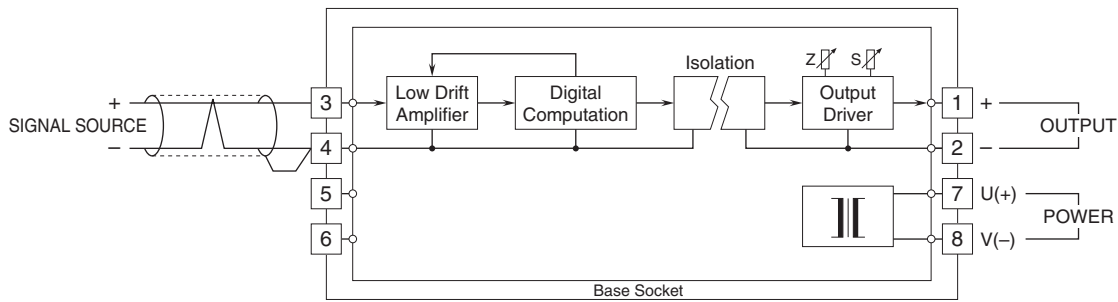 Isolation
Z S
+ 3 Low Drift
Amplifier Digital
Computation Output
Driver 1 +
SIGNAL SOURCE OUTPUT
– 4 2 –
5 7 U(+)
POWER
6 8 V(–)
Base Socket